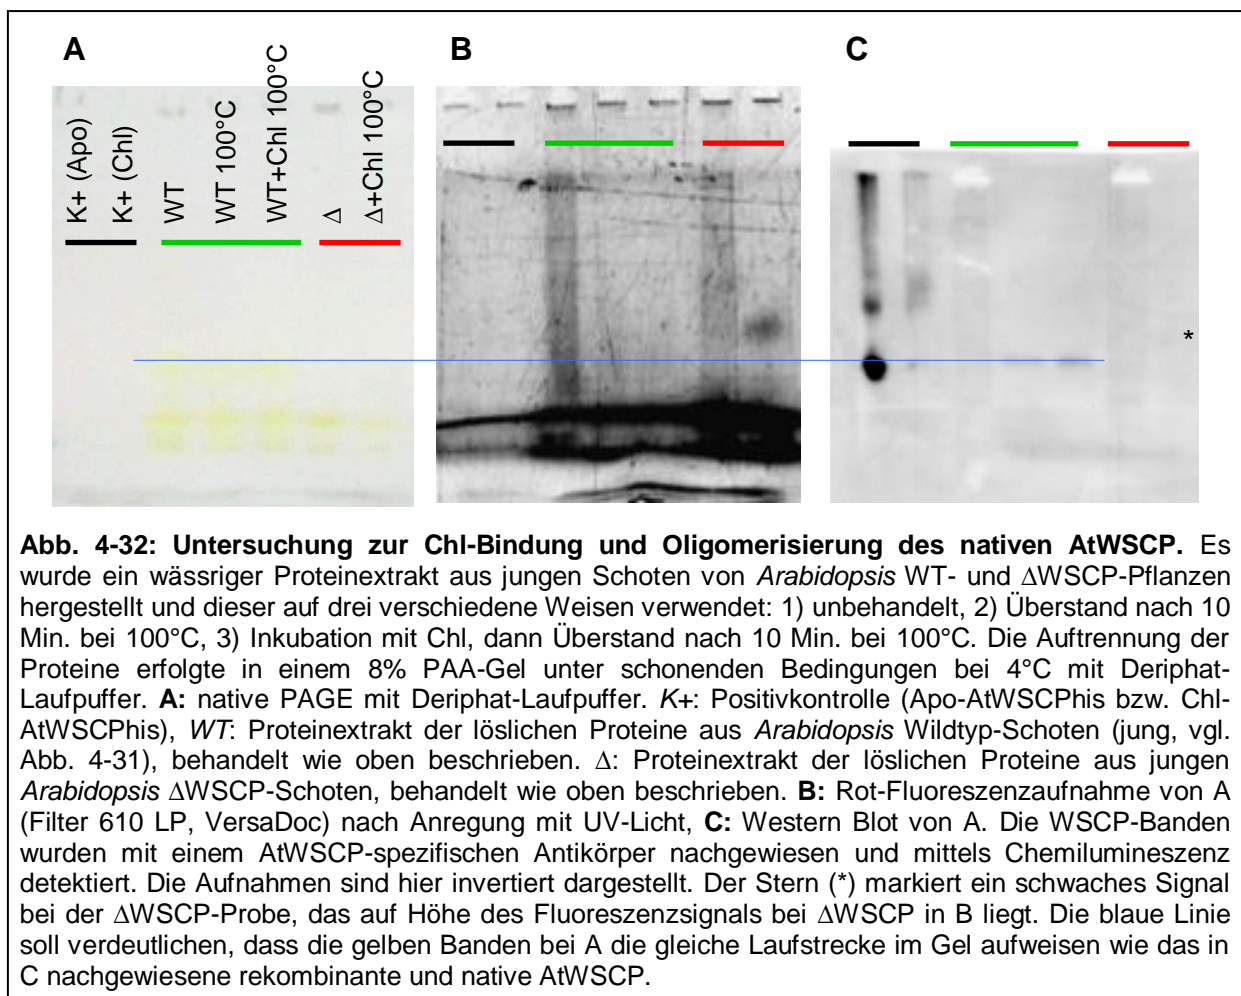 A
B
C
K+ (Apo)
K+ (Chl)
WT
WT 100°C
WT+Chl 100°C
Δ
Δ+Chl 100°C
*
Abb. 4-32: Untersuchung zur Chl-Bindung und Oligomerisierung des nativen AtWSCP. Es
wurde ein wässriger Proteinextrakt aus jungen Schoten von Arabidopsis WT- und ΔWSCP-Pflanzen
hergestellt und dieser auf drei verschiedene Weisen verwendet: 1) unbehandelt, 2) Überstand nach 10
Min. bei 100°C, 3) Inkubation mit Chl, dann Überstand nach 10 Min. bei 100°C. Die Auftrennung der
Proteine erfolgte in einem 8% PAA-Gel unter schonenden Bedingungen bei 4°C mit Deriphat-
Laufpuffer. A: native PAGE mit Deriphat-Laufpuffer. K+: Positivkontrolle (Apo-AtWSCPhis bzw. Chl-
AtWSCPhis), WT: Proteinextrakt der löslichen Proteine aus Arabidopsis Wildtyp-Schoten (jung, vgl.
Abb. 4-31), behandelt wie oben beschrieben. Δ: Proteinextrakt der löslichen Proteine aus jungen
Arabidopsis ΔWSCP-Schoten, behandelt wie oben beschrieben. B: Rot-Fluoreszenzaufnahme von A
(Filter 610 LP, VersaDoc) nach Anregung mit UV-Licht, C: Western Blot von A. Die WSCP-Banden
wurden mit einem AtWSCP-spezifischen Antikörper nachgewiesen und mittels Chemilumineszenz
detektiert. Die Aufnahmen sind hier invertiert dargestellt. Der Stern (*) markiert ein schwaches Signal
bei der ΔWSCP-Probe, das auf Höhe des Fluoreszenzsignals bei ΔWSCP in B liegt. Die blaue Linie
soll verdeutlichen, dass die gelben Banden bei A die gleiche Laufstrecke im Gel aufweisen wie das in
C nachgewiesene rekombinante und native AtWSCP.